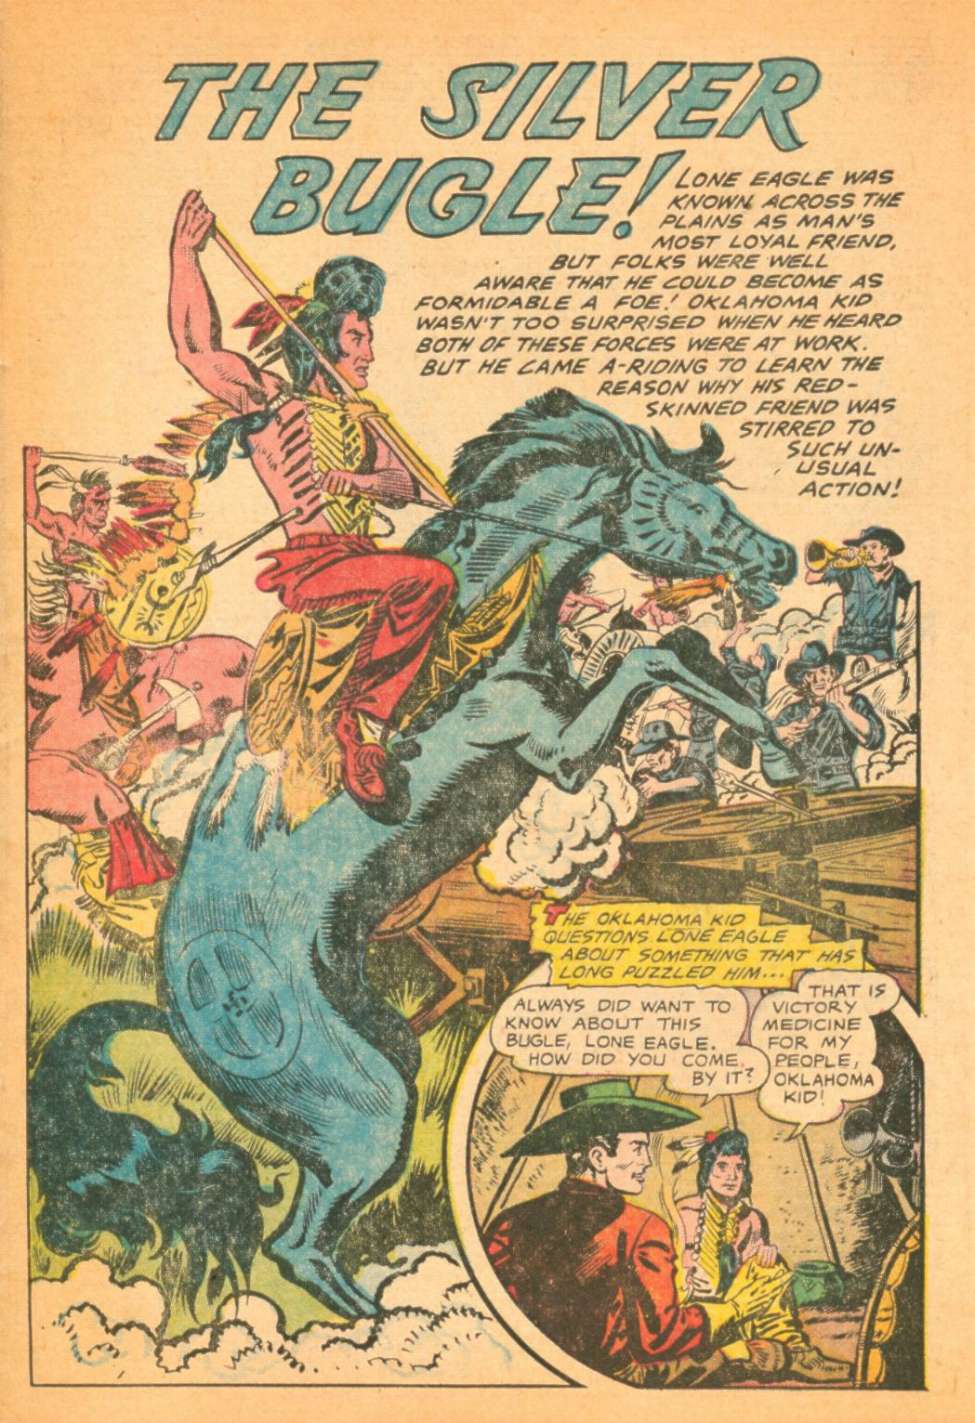 THE SILVER
BUGLE!
LONE EAGLE WAS
KNOWN ACROSS THE
PLAINS AS MAN'S
MOST LOYAL FRIEND,
BUT FOLKS WERE WELL
AWARE THAT HE COULD BECOME AS
FORMIDABLE A FOE! OKLAHOMA KID
WASN'T TOO SURPRISED WHEN HE HEARD
BOTH OF THESE FORCES WERE AT WORK.
BUT HE CAME A-RIDING TO LEARN THE
REASON WHY HIS RED-
SKINNED FRIEND WAS
STIRRED TO
SUCH UN-
USUAL
ACTION!
THE OKLAHOMA KID
QUESTIONS LONE EAGLE
ABOUT SOMETHING THAT HAS
LONG PUZZLED HIM...
ALWAYS DID WANT TO
KNOW ABOUT THIS
BUGLE, LONE EAGLE.
HOW DID YOU COME
BY IT?
THAT IS
VICTORY
MEDICINE
FOR MY
PEOPLE,
OKLAHOMA
KID!